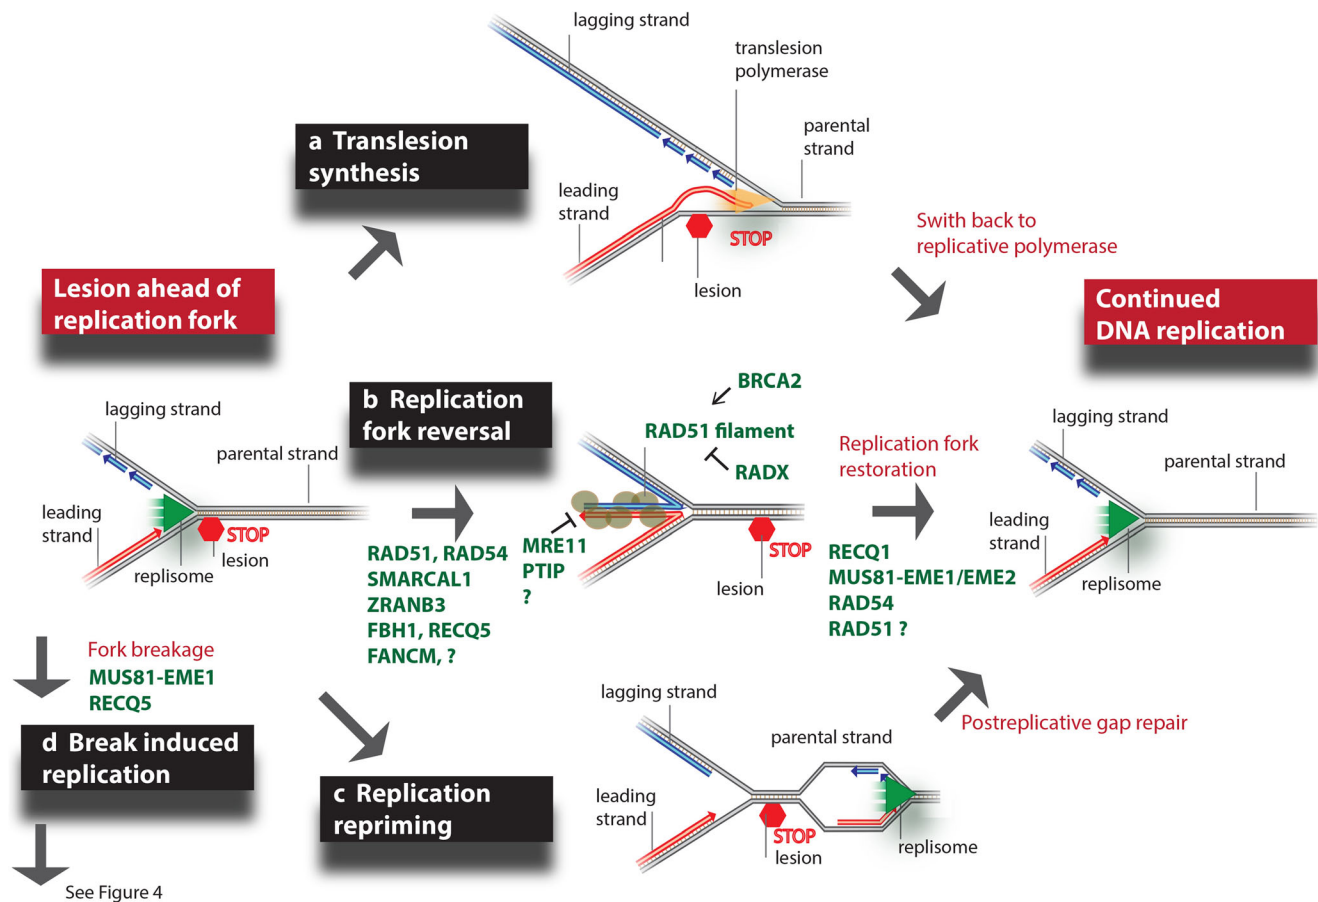 lagging strand
translesion
polymerase
a Translesion
synthesis
parental
strand
leading
strand
STOP
lesion
Swith back to
replicative polymerase
Lesion ahead of
replication fork
Continued
DNA replication
b Replication
fork reversal
BRCA2
RAD51 filament
RADX
lagging strand
parental strand
leading
strand
STOP
lesion
replisome
RAD51, RAD54
SMARCAL1
ZRANB3
FBH1, RECQ5
FANCM, ?
MRE11
PTIP
?
STOP
lesion
Replication fork
restoration
RECQ1
MUS81-EME1/EME2
RAD54
RAD51 ?
lagging strand
parental strand
leading
strand
replisome
Fork breakage
MUS81-EME1
RECQ5
d Break induced
replication
See Figure 4
c Replication
repriming
lagging strand
parental strand
leading
strand
STOP
lesion
replisome
Postreplicative gap repair